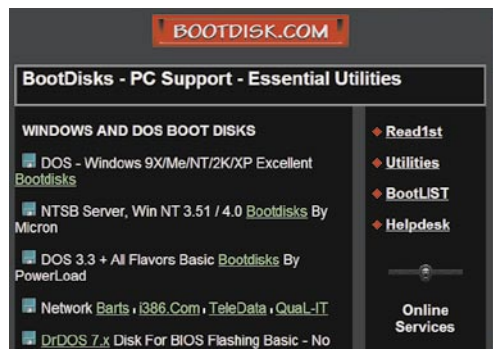 BOOTDISK.COM
BootDisks - PC Support - Essential Utilities
WINDOWS AND DOS BOOT DISKS
DOS - Windows 9X/Me/NT/2K/XP Excellent
Bootdisks
NTSB Server, Win NT 3.51 / 4.0 Bootdisks By
Micron
DOS 3.3 + All Flavors Basic Bootdisks By
PowerLoad
Network Barts , i386.Com , TeleData , QuaL-IT
DrDOS 7.x Disk For BIOS Flashing Basic - No
Read1st
Utilities
BootLIST
Helpdesk
Online
Services